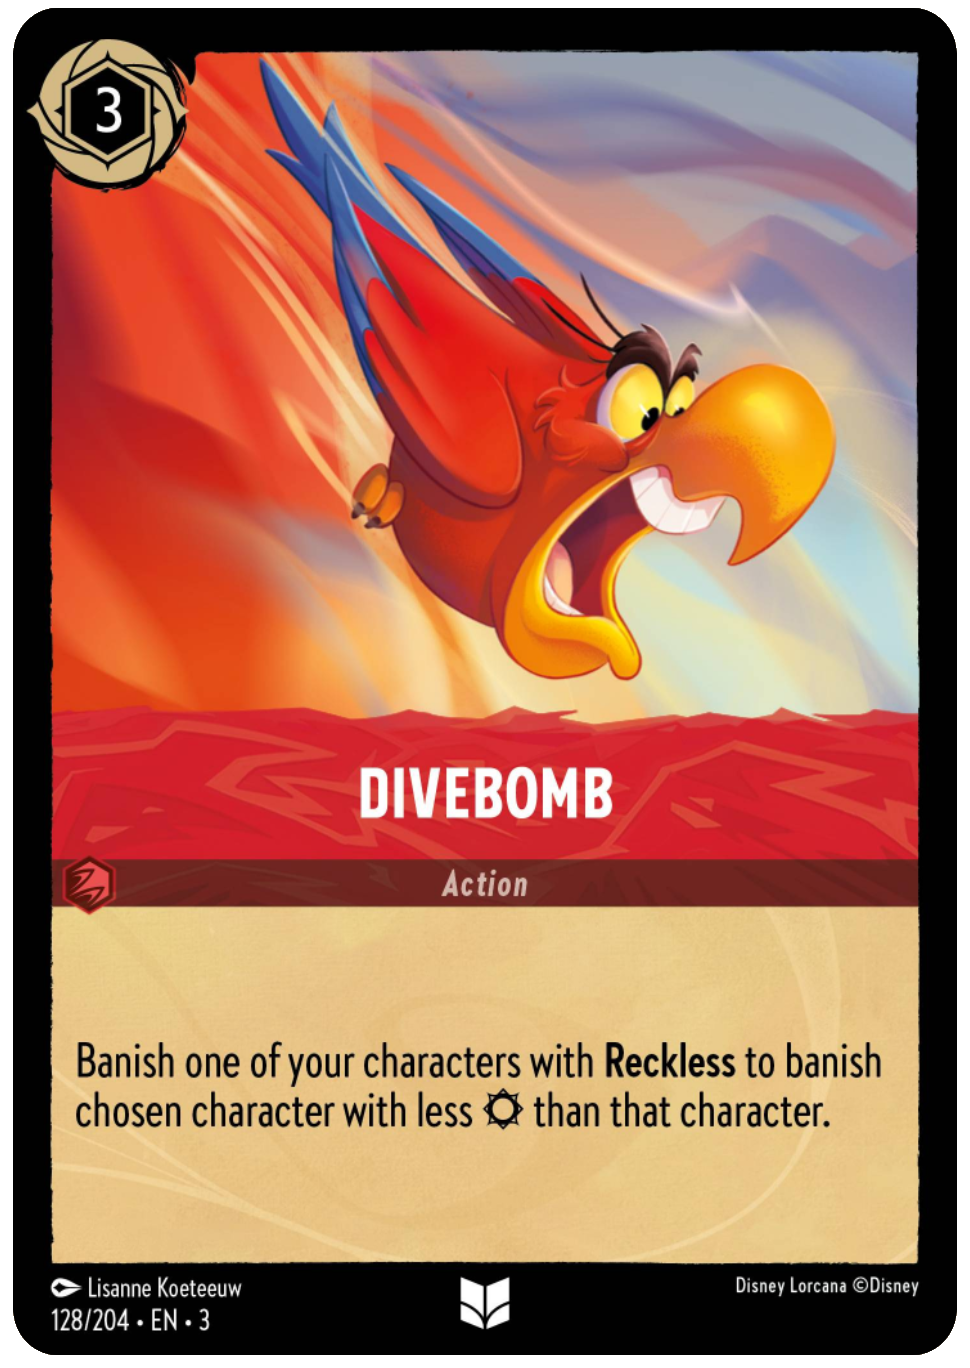 3
DIVEBOMB
Action
Banish one of your characters with Reckless to banish
chosen character with less than that character.
Lisanne Koeteeuw
128/204 • EN • 3
Disney Lorcana ©Disney